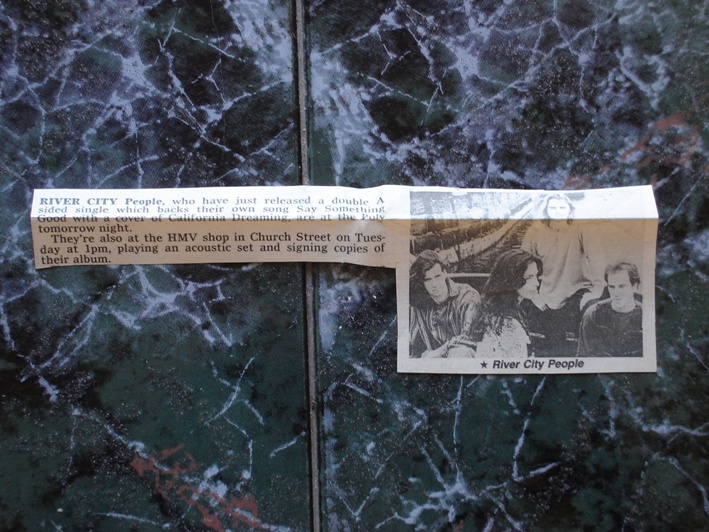 RIVER CITY People, who have just released a double A
sided single which backs their own song Say Something
Good with a cover of California Dreaming, are at the Poly
tomorrow night.
They're also at the HMV shop in Church Street on Tues-
day at 1pm, playing an acoustic set and signing copies of
their album.
★ River City People